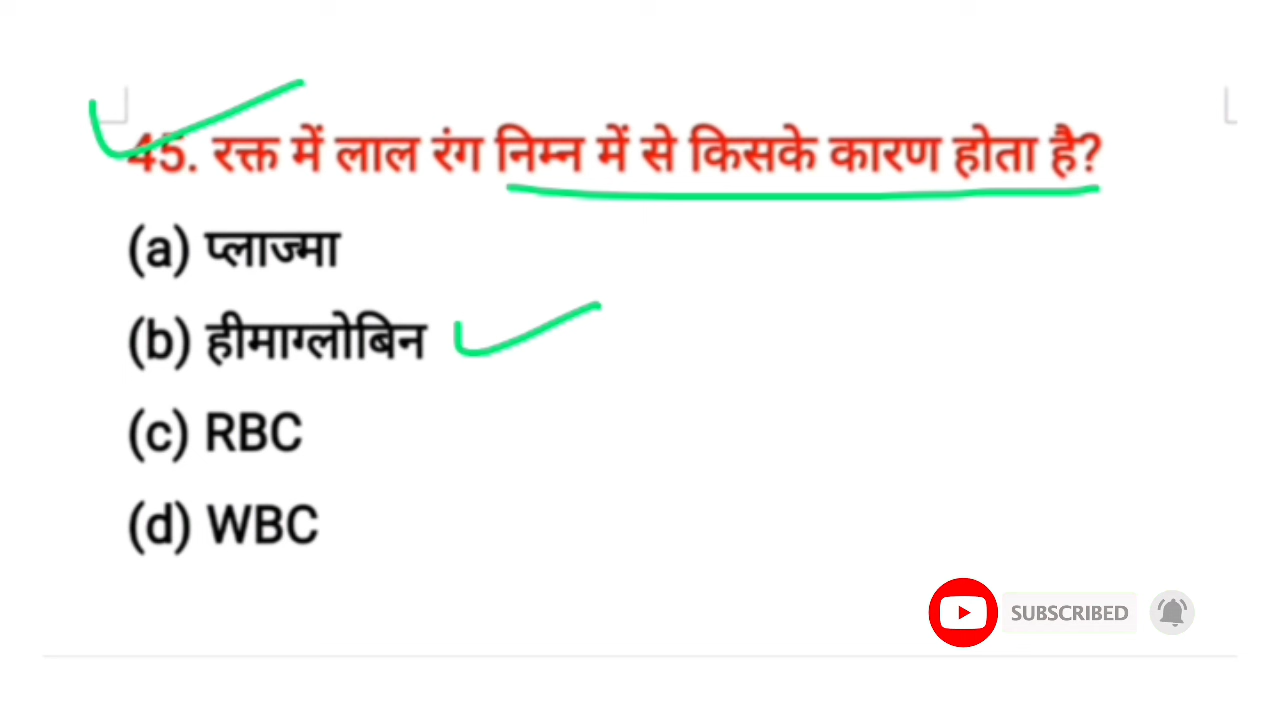 45. रक्त में लाल रंग निम्न में से किसके कारण होता है?
(a) प्लाज्मा
(b) हीमाग्लोबिन
(c) RBC
(d) WBC
SUBSCRIBED